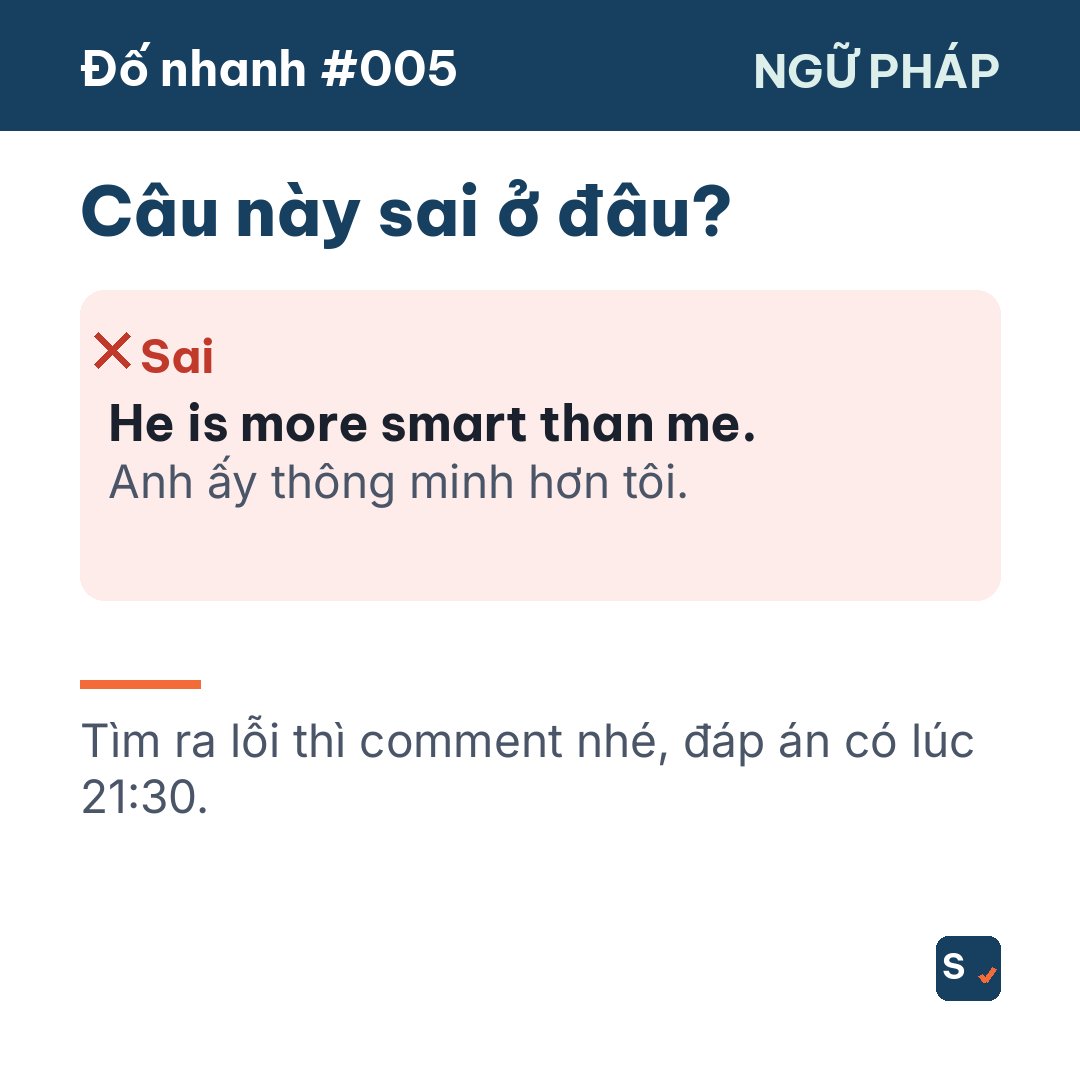 Đố nhanh #005
NGỮ PHÁP
Câu này sai ở đâu?
Sai
He is more smart than me.
Anh ấy thông minh hơn tôi.
Tìm ra lỗi thì comment nhé, đáp án có lúc
21:30.
S